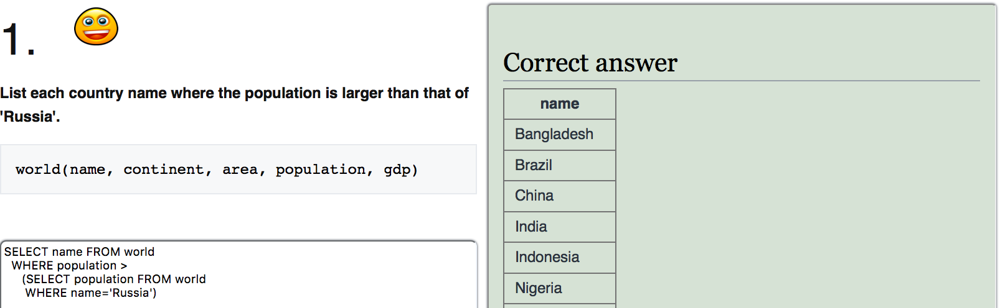 1.
List each country name where the population is larger than that of
'Russia'.
world(name, continent, area, population, gdp)
SELECT name FROM world
WHERE population >
(SELECT population FROM world
WHERE name='Russia')
Correct answer
name
Bangladesh
Brazil
China
India
Indonesia
Nigeria